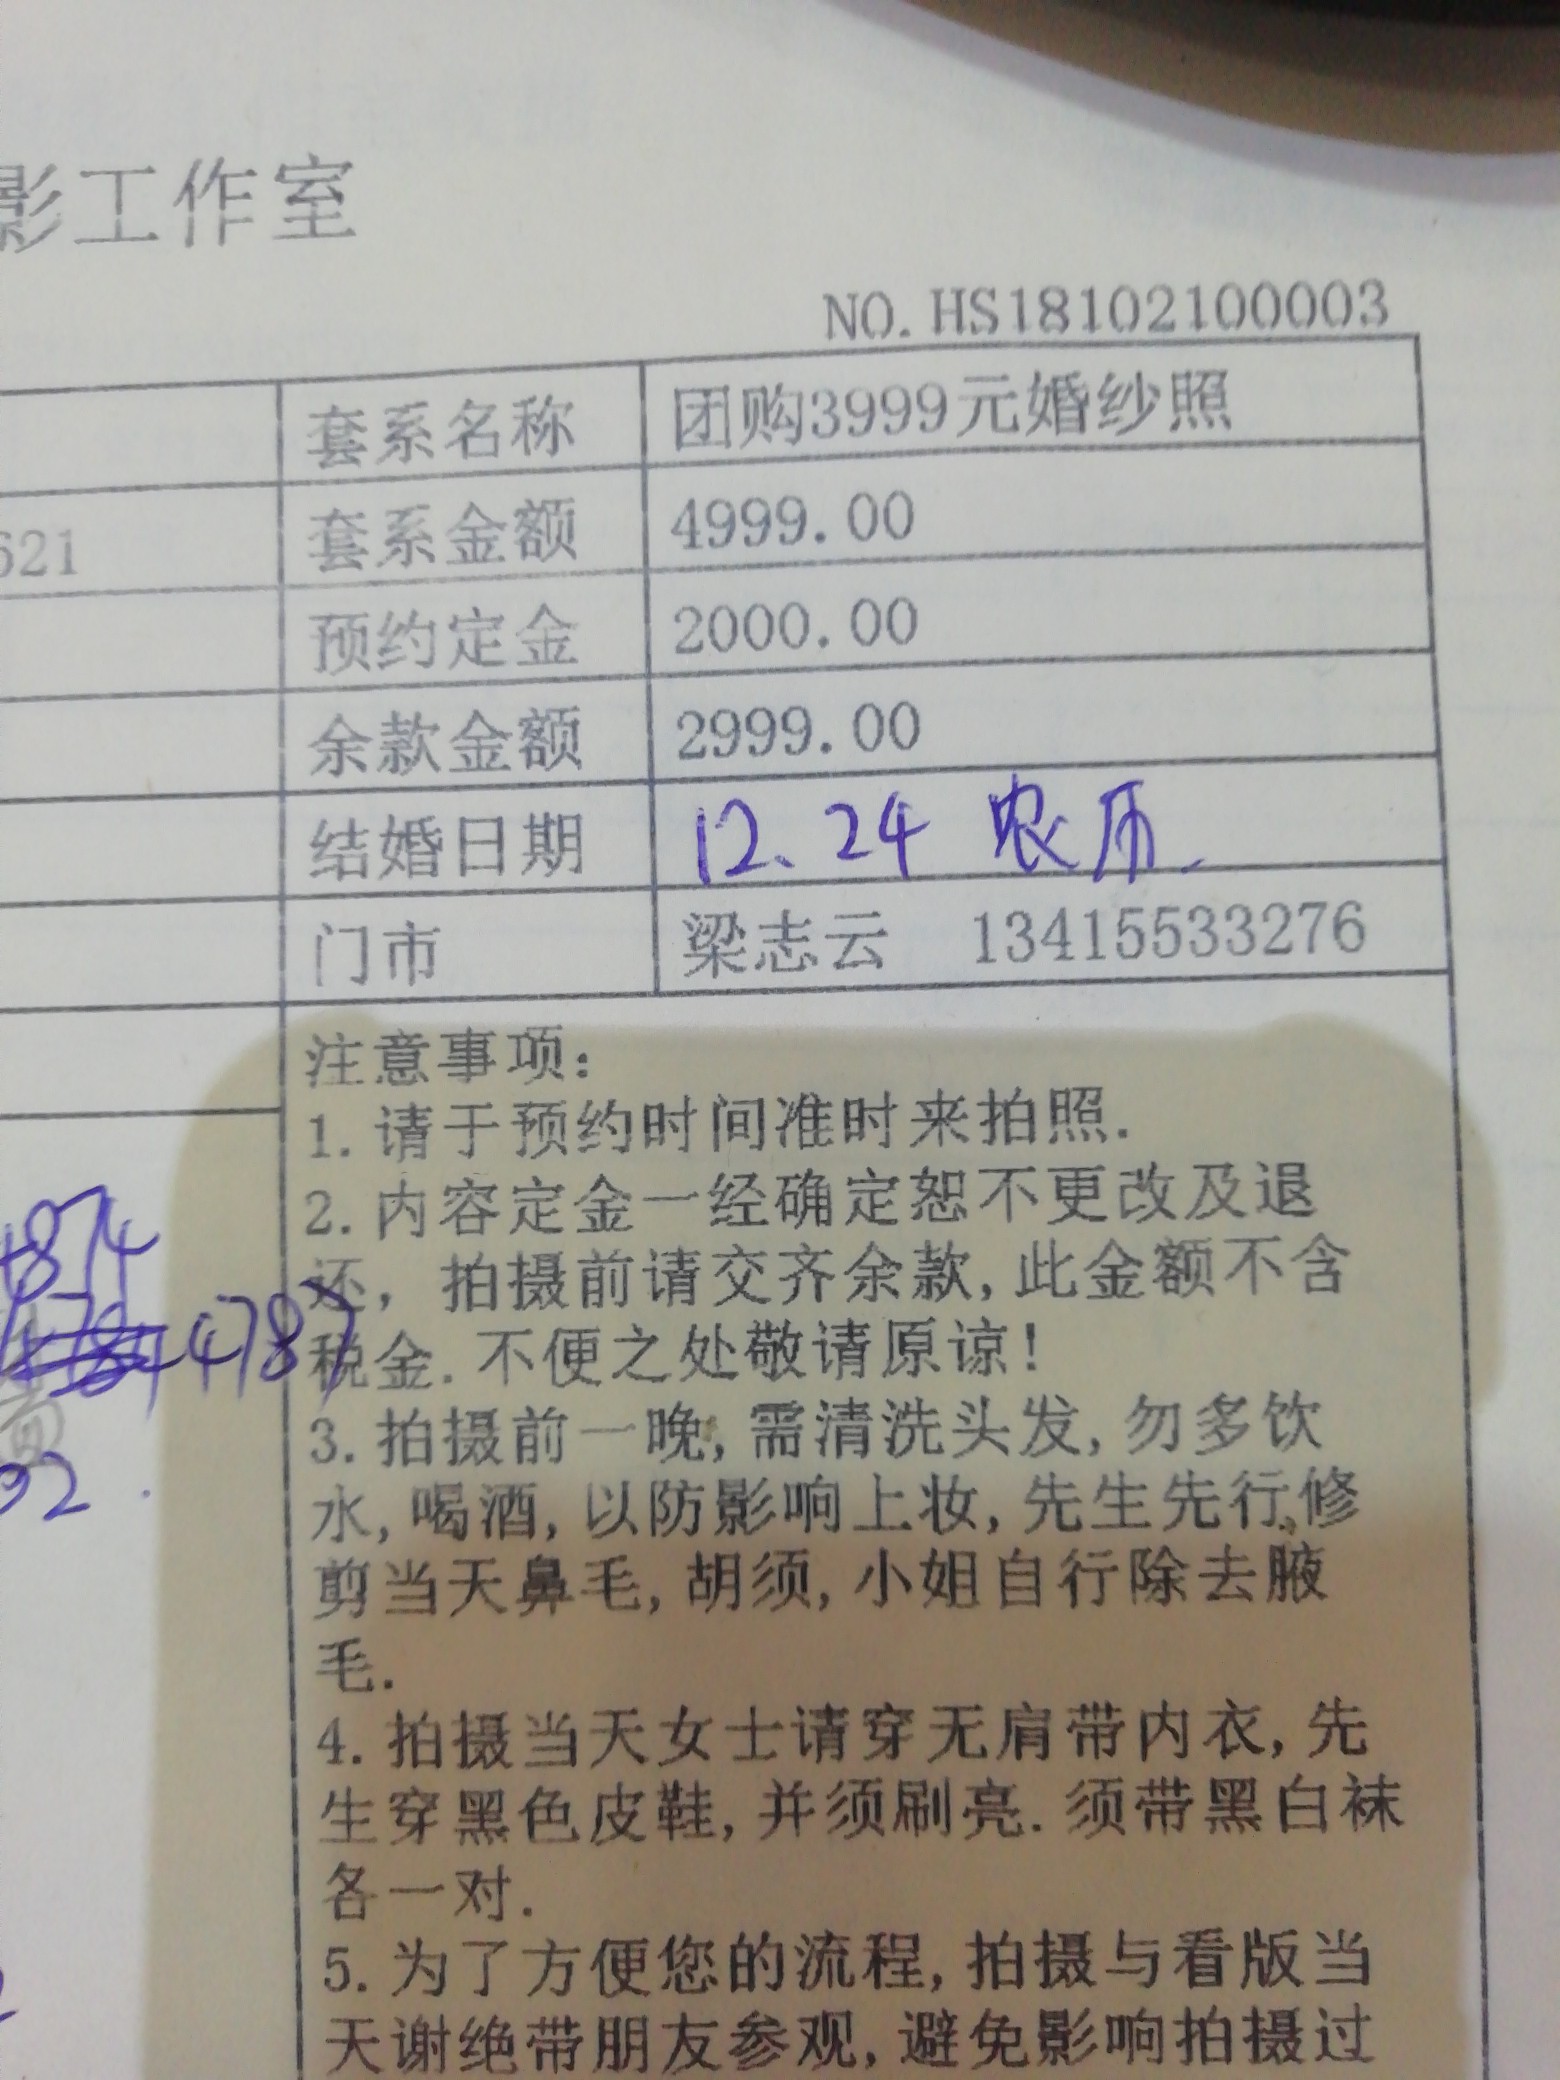 影工作室
NO.HS18102100003
套系名称 团购3999元婚纱照
621 套系金额 4999.00
预约定金 2000.00
余款金额 2999.00
结婚日期 12、24 农历
门市 梁志云 13415533276
注意事项:
1.请于预约时间准时来拍照.
2.内容定金一经确定恕不更改及退
还, 拍摄前请交齐余款,此金额不含
税金.不便之处敬请原谅!
4787
3.拍摄前一晚,需清洗头发,勿多饮
水,喝酒,以防影响上妆,先生先行修
剪当天鼻毛,胡须,小姐自行除去腋
毛.
4.拍摄当天女士请穿无肩带内衣,先
生穿黑色皮鞋,并须刷亮.须带黑白袜
各一对.
5.为了方便您的流程,拍摄与看版当
天谢绝带朋友参观,避免影响拍摄过